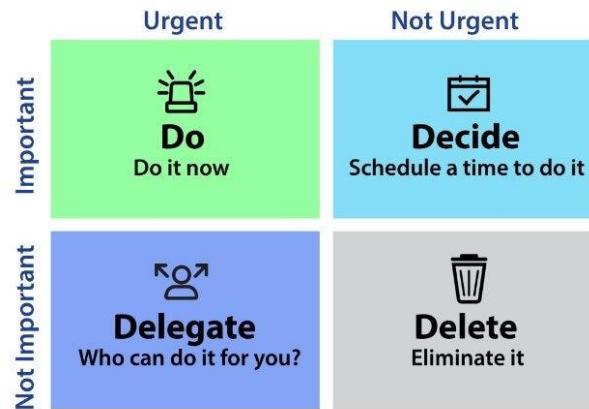 Urgent
Not Urgent
Important
Do
Do it now
Decide
Schedule a time to do it
Not Important
Delegate
Who can do it for you?
Delete
Eliminate it